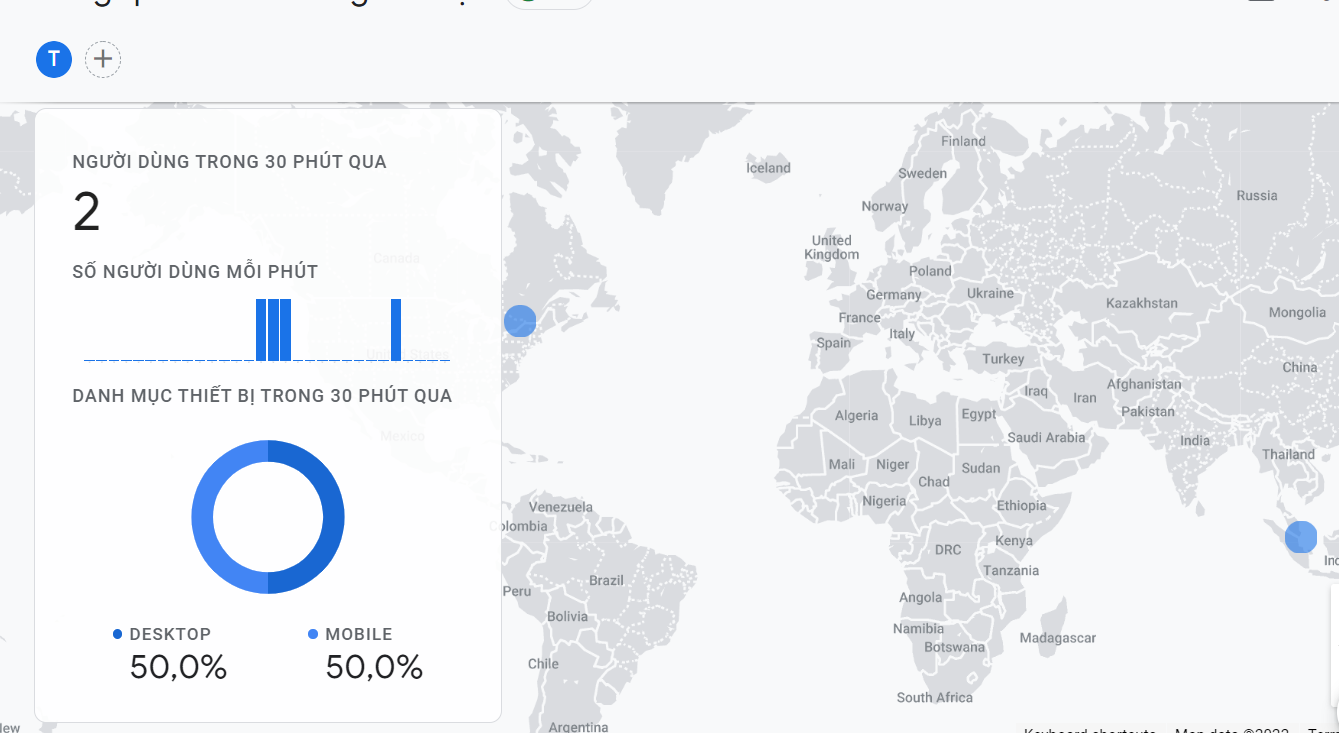 T
NGƯỜI DÙNG TRONG 30 PHÚT QUA
2
SỐ NGƯỜI DÙNG MỖI PHÚT
DANH MỤC THIẾT BỊ TRONG 30 PHÚT QUA
DESKTOP
50,0%
MOBILE
50,0%
Canada
United States
Mexico
Iceland
Finland
Sweden
Norway
Russia
United
Kingdom
Poland
Germany
Ukraine
Kazakhstan
Mongolia
France
Italy
Spain
Turkey
China
Iraq
Iran
Afghanistan
Pakistan
Algeria
Libya
Egypt
Saudi Arabia
India
Thailand
Mali
Niger
Chad
Sudan
Nigeria
Ethiopia
Venezuela
Colombia
DRC
Kenya
Tanzania
Brazil
Peru
Bolivia
Angola
Namibia
Botswana
Madagascar
Chile
South Africa
Argentina
Keyboard shortcuts
Map data ©2022